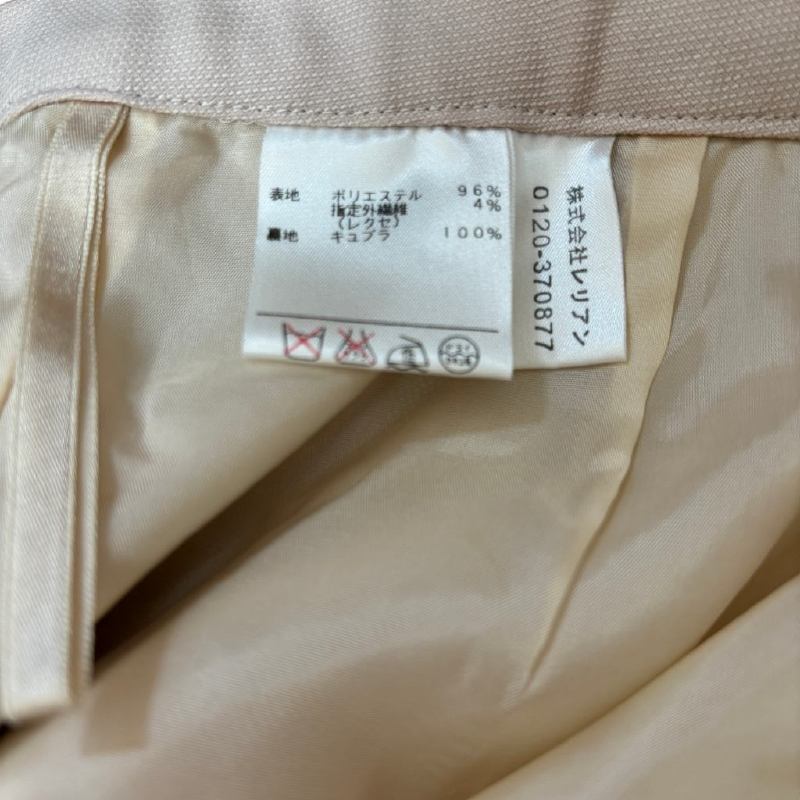 表地 ポリエステル 96%
指定外繊維 4%
(レクセ)
裏地 キュプラ 100%
株式会社レリアン
0120-370877